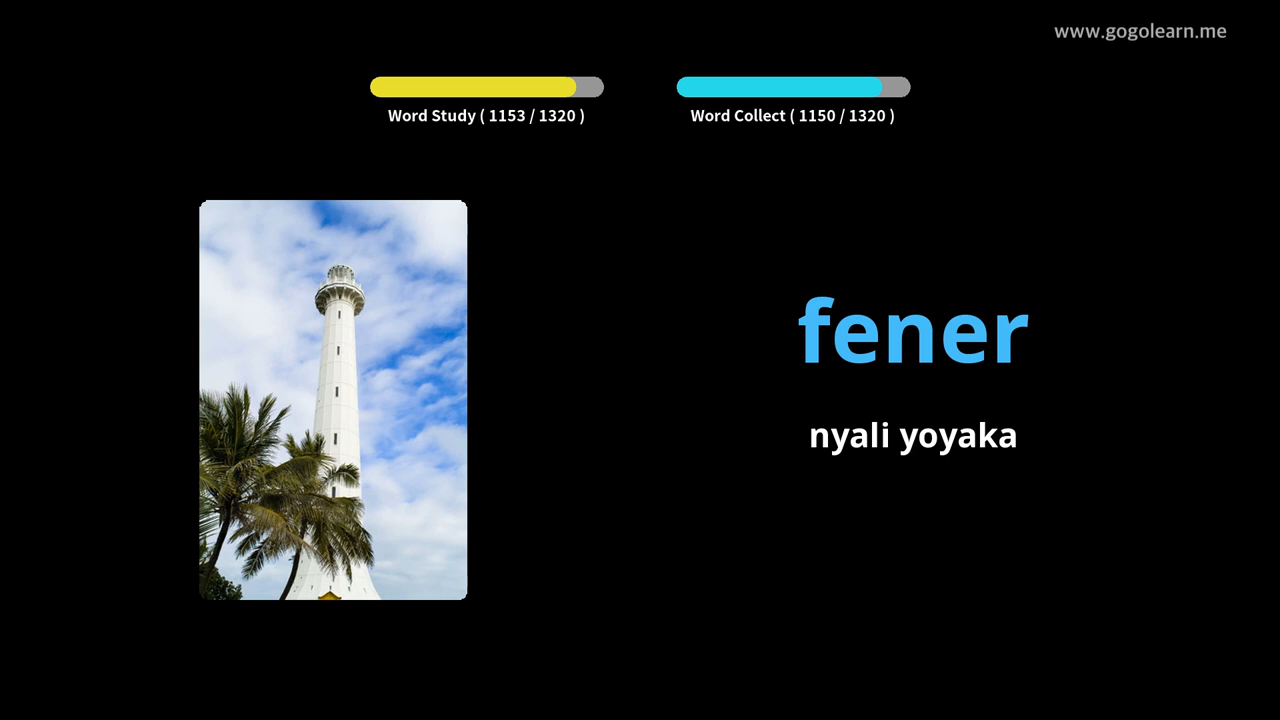 www.gogolearn.me
Word Study ( 1153 / 1320 )
Word Collect ( 1150 / 1320 )
fener
nyali yoyaka